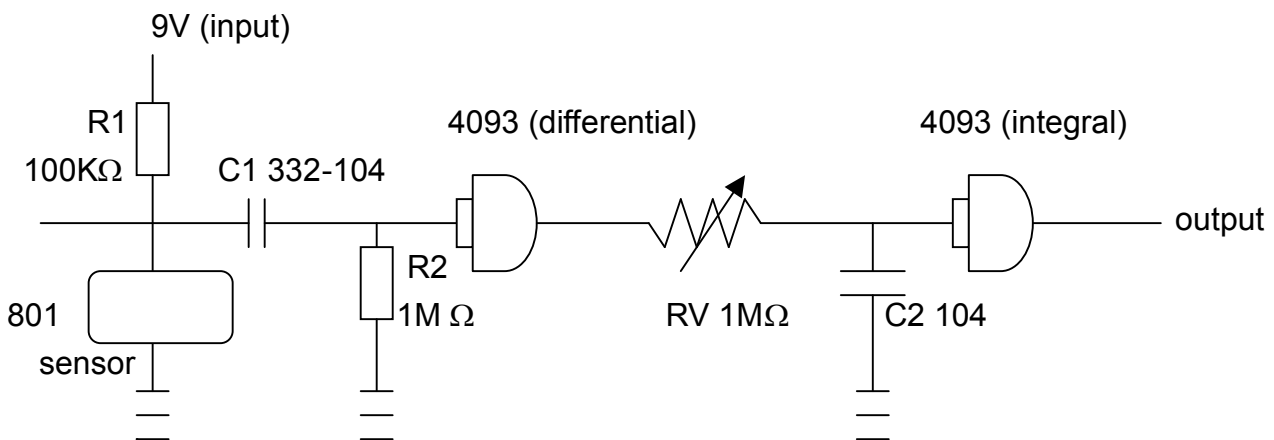 9V (input)
R1
100KΩ
C1 332-104
4093 (differential)
4093 (integral)
output
R2
1M Ω
RV 1MΩ
C2 104
801
sensor